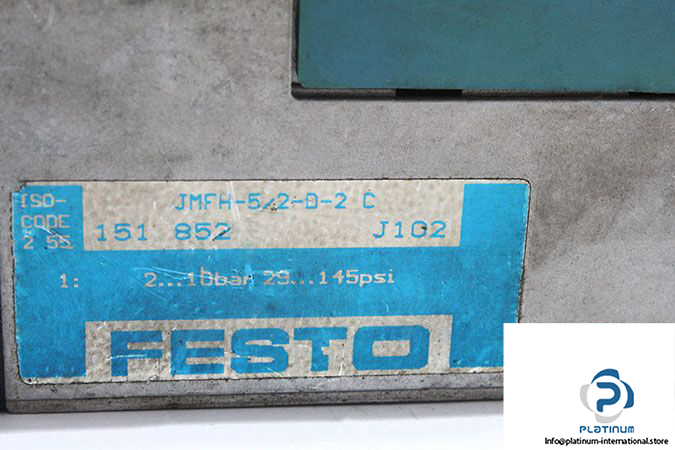 ISO-
CODE
2 55
JMFH-5/2-D-2 C
151 852 J102
1: 2...10bar 29...145psi
FESTO
PLATINUM
Info@platinum-international.store